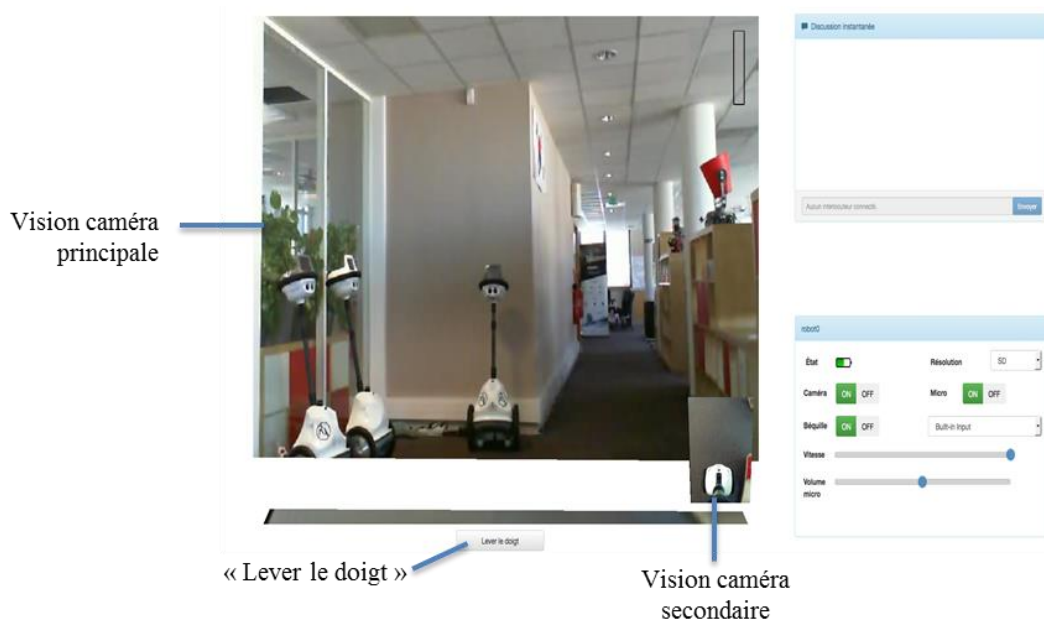 Vision caméra
principale
« Lever le doigt »
Lever le doigt
Vision caméra
secondaire
Discussion instantanée
Aucun interlocuteur connecté.
Envoyer
robot0
État
Résolution
SD
Caméra
ON OFF
Micro
ON OFF
Béquille
ON OFF
Built-in Input
Vitesse
Volume
micro